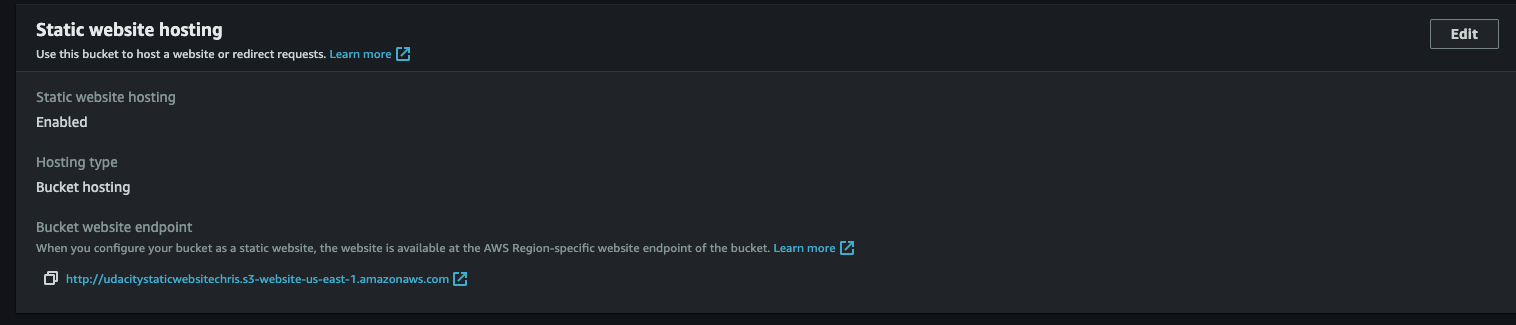 Static website hosting
Edit
Use this bucket to host a website or redirect requests. Learn more
Static website hosting
Enabled
Hosting type
Bucket hosting
Bucket website endpoint
When you configure your bucket as a static website, the website is available at the AWS Region-specific website endpoint of the bucket. Learn more
http://udacitystaticwebsitechris.s3-website-us-east-1.amazonaws.com